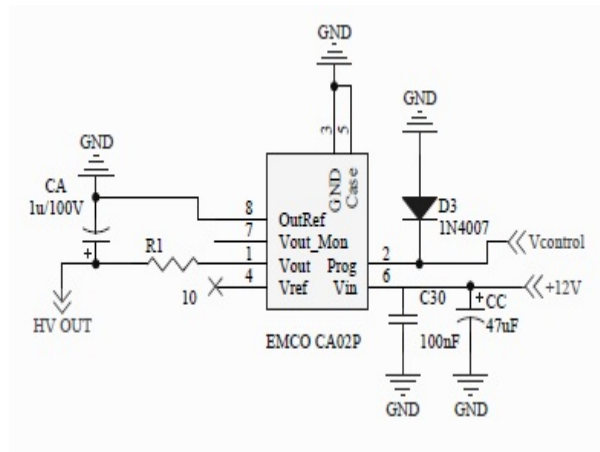 GND
GND
GND
CA
1u/100V
3
5
GND
Case
D3
1N4007
8
OutRef
7
Vout_Mon
R1
1
Vout
Prog
2
Vcontrol
4
Vref
Vin
6
10
+12V
C30
+
CC
+
HV OUT
EMCO CA02P
100nF
47uF
GND
GND